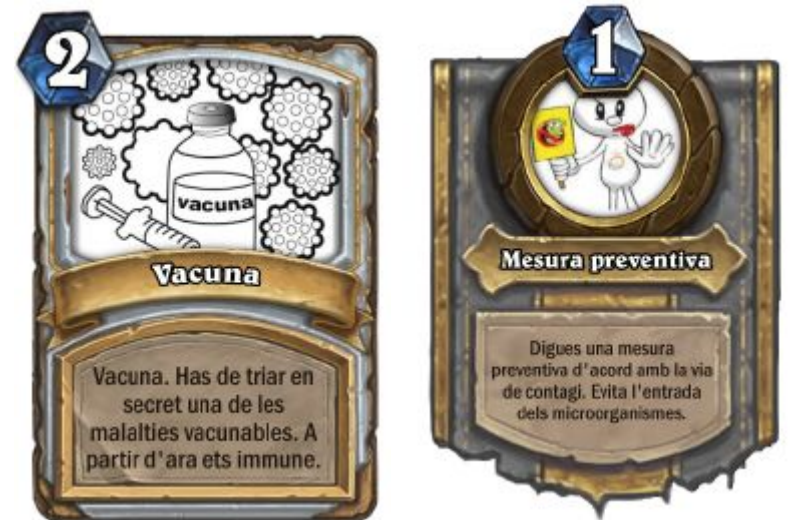 2
vacuna
Vacuna
Vacuna. Has de triar en
secret una de les
malalties vacunables. A
partir d'ara ets immune.
1
Mesura preventiva
Digues una mesura
preventiva d'acord amb la via
de contagi. Evita l'entrada
dels microorganismes.